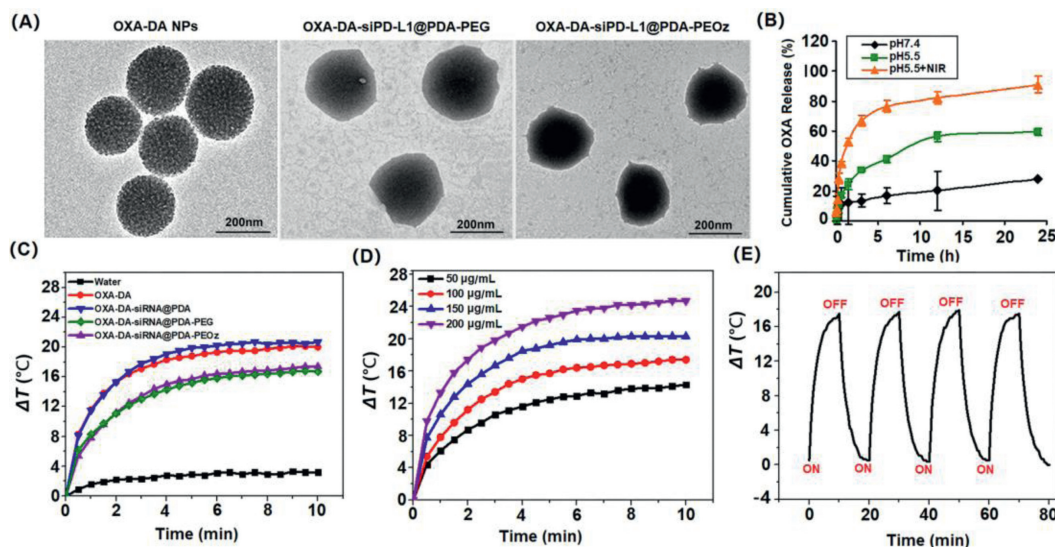 (A)
OXA-DA NPs
OXA-DA-siPD-L1@PDA-PEG
OXA-DA-siPD-L1@PDA-PEOz
200nm
200nm
200nm
(B)
Cumulative OXA Release (%)
120
100
80
60
40
20
0
pH7.4
pH5.5
pH5.5+NIR
0 5 10 15 20 25
Time (h)
(C)
ΔT (°C)
28
24
20
16
12
8
4
0
Water
OXA-DA
OXA-DA-siRNA@PDA
OXA-DA-siRNA@PDA-PEG
OXA-DA-siRNA@PDA-PEOz
0 2 4 6 8 10
Time (min)
(D)
ΔT (°C)
28
24
20
16
12
8
4
0
50 μg/mL
100 μg/mL
150 μg/mL
200 μg/mL
0 2 4 6 8 10
Time (min)
(E)
ΔT (°C)
20
16
12
8
4
0
-4
OFF OFF OFF OFF
ON ON ON ON
0 20 40 60 80
Time (min)